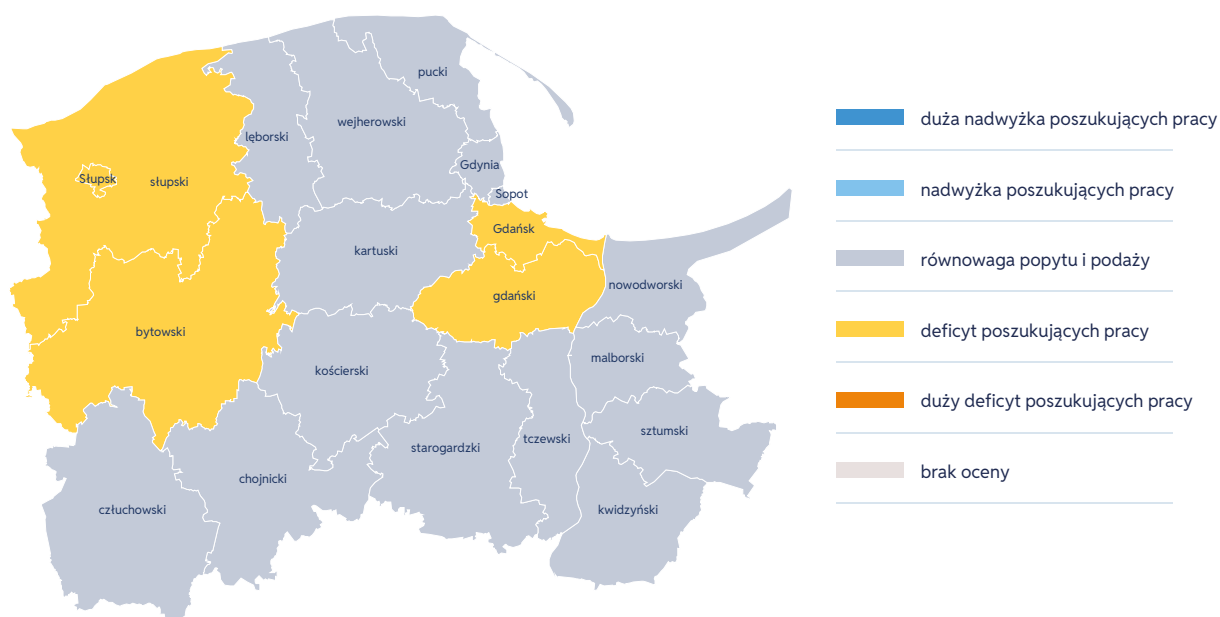 pucki
wejherowski
lęborski
Gdynia
Słupsk
słupski
Sopot
Gdańsk
kartuski
nowodworski
gdański
bytowski
malborski
kościerski
sztumski
tczewski
starogardzki
chojnicki
człuchowski
kwidzyński
duża nadwyżka poszukujących pracy
nadwyżka poszukujących pracy
równowaga popytu i podaży
deficyt poszukujących pracy
duży deficyt poszukujących pracy
brak oceny